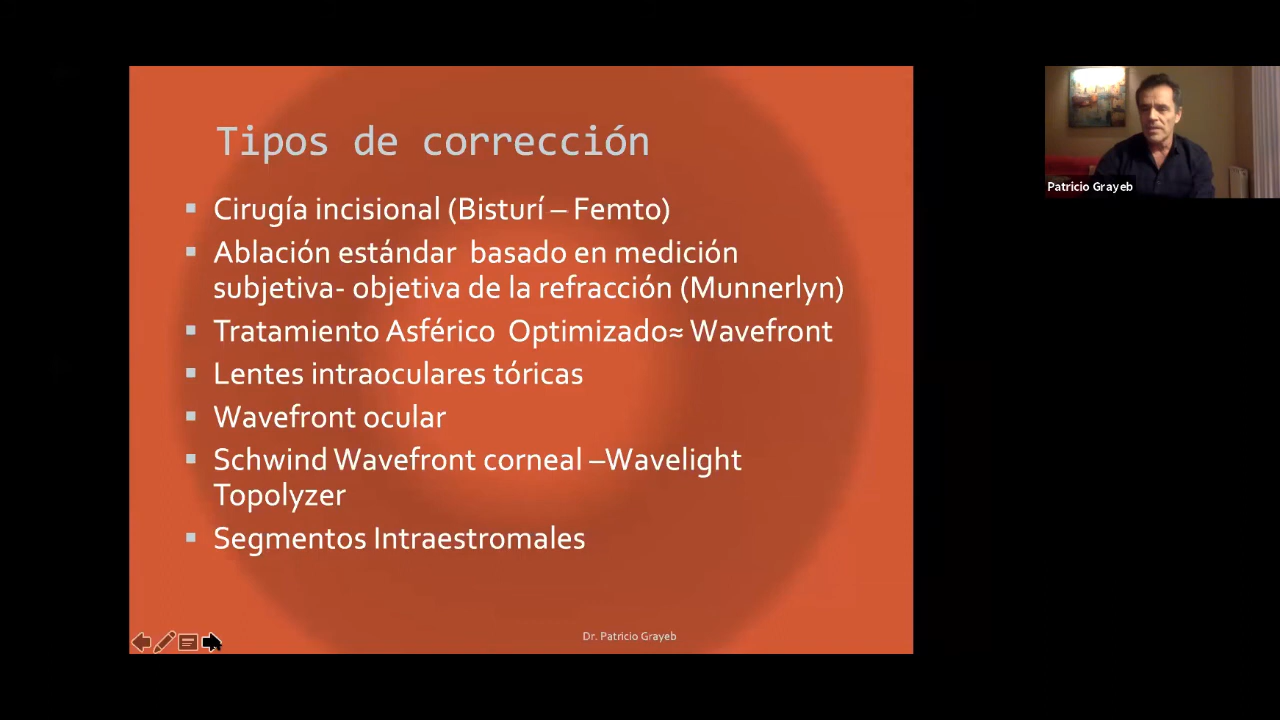 Tipos de corrección
Cirugía incisional (Bisturí – Femto)
Ablación estándar basado en medición
subjetiva- objetiva de la refracción (Munnerlyn)
Tratamiento Asférico Optimizado≈ Wavefront
Lentes intraoculares tóricas
Wavefront ocular
Schwind Wavefront corneal –Wavelight
Topolyzer
Segmentos Intraestromales
Dr. Patricio Grayeb
Patricio Grayeb